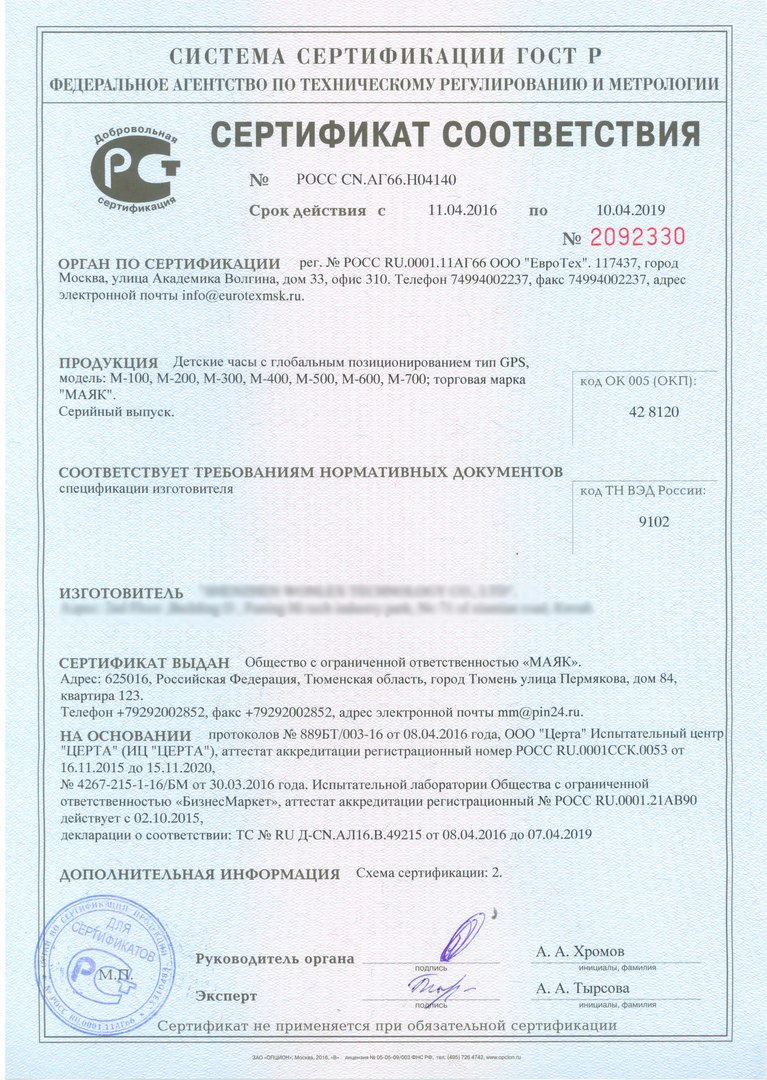 СИСТЕМА СЕРТИФИКАЦИИ ГОСТ Р
ФЕДЕРАЛЬНОЕ АГЕНТСТВО ПО ТЕХНИЧЕСКОМУ РЕГУЛИРОВАНИЮ И МЕТРОЛОГИИ
Добровольная
сертификация
СЕРТИФИКАТ СООТВЕТСТВИЯ
№ РОСС CN.АГ66.Н04140
Срок действия с 11.04.2016 по 10.04.2019
№ 2092330
ОРГАН ПО СЕРТИФИКАЦИИ рег. № РОСС RU.0001.11АГ66 ООО "ЕвроТех". 117437, город
Москва, улица Академика Волгина, дом 33, офис 310. Телефон 74994002237, факс 74994002237, адрес
электронной почты info@eurotexmsk.ru.
ПРОДУКЦИЯ Детские часы с глобальным позиционированием тип GPS,
модель: М-100, М-200, М-300, М-400, М-500, М-600, М-700; торговая марка
"МАЯК".
Серийный выпуск.
код ОК 005 (ОКП):
42 8120
СООТВЕТСТВУЕТ ТРЕБОВАНИЯМ НОРМАТИВНЫХ ДОКУМЕНТОВ
спецификации изготовителя
код ТН ВЭД России:
9102
ИЗГОТОВИТЕЛЬ
СЕРТИФИКАТ ВЫДАН Общество с ограниченной ответственностью «МАЯК».
Адрес: 625016, Российская Федерация, Тюменская область, город Тюмень улица Пермякова, дом 84,
квартира 123.
Телефон +79292002852, факс +79292002852, адрес электронной почты mm@pin24.ru.
НА ОСНОВАНИИ протоколов № 889БТ/003-16 от 08.04.2016 года, ООО "Церта" Испытательный центр
"ЦЕРТА" (ИЦ "ЦЕРТА"), аттестат аккредитации регистрационный номер РОСС RU.0001ССК.0053 от
16.11.2015 до 15.11.2020,
№ 4267-215-1-16/БМ от 30.03.2016 года. Испытательной лаборатории Общества с ограниченной
ответственностью «БизнесМаркет», аттестат аккредитации регистрационный № РОСС RU.0001.21АВ90
действует с 02.10.2015,
декларации о соответствии: ТС № RU Д-CN.АЛ16.В.49215 от 08.04.2016 до 07.04.2019
ДОПОЛНИТЕЛЬНАЯ ИНФОРМАЦИЯ Схема сертификации: 2.
ДЛЯ
СЕРТИФИКАТОВ
М.П.
Руководитель органа
подпись
А. А. Хромов
инициалы, фамилия
Эксперт
подпись
А. А. Тырсова
инициалы, фамилия
Сертификат не применяется при обязательной сертификации
ЗАО «ОПЦИОН», Москва, 2016, «В» лицензия № 05-05-09/003 ФНС РФ, тел. (495) 726 4742, www.opcion.ru